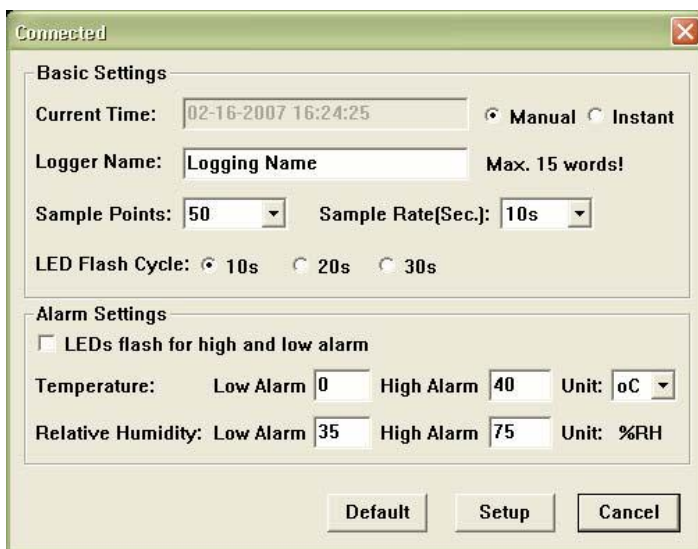 Connected
Basic Settings
Current Time: 02-16-2007 16:24:25 Manual Instant
Logger Name: Logging Name Max. 15 words!
Sample Points: 50 Sample Rate(Sec.): 10s
LED Flash Cycle: 10s 20s 30s
Alarm Settings
LEDs flash for high and low alarm
Temperature: Low Alarm 0 High Alarm 40 Unit: oC
Relative Humidity: Low Alarm 35 High Alarm 75 Unit: %RH
Default Setup Cancel